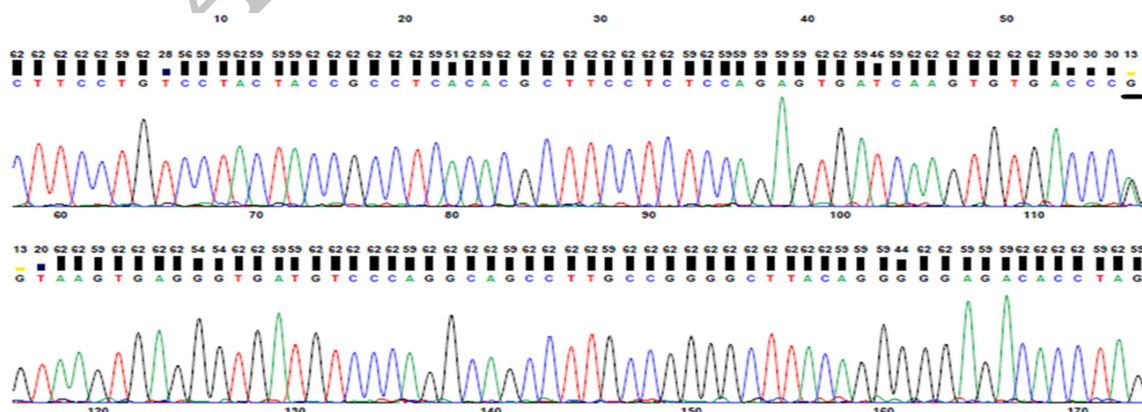 10 20 30 40 50
62 62 62 62 62 59 62 28 56 59 59 62 59 59 59 62 62 62 62 62 62 59 51 62 59 62 62 62 62 62 62 62 62 62 62 62 59 59 59 59 59 62 62 59 46 59 62 62 62 62 62 62 62 59 30 30 30 13
C T T C C T G T C C T A C T A C C G C C T C A C A C G C T T C C T C T C C A G A G T G A T C A A G T G T G A C C C G
60 70 80 90 100 110
13 20 62 62 59 62 62 62 62 54 54 62 62 59 59 62 62 62 62 62 59 62 62 62 62 59 62 62 62 62 59 62 62 62 62 62 62 62 62 62 62 62 59 59 59 44 62 62 59 59 59 62 62 62 62 59 62 59
G T A A G T G A G G G T G A T G T C C C A G G C A G C C T T G C C G G G G C T T A C A G G G G G A G A C A C C T A G
120 130 140 150 160 170